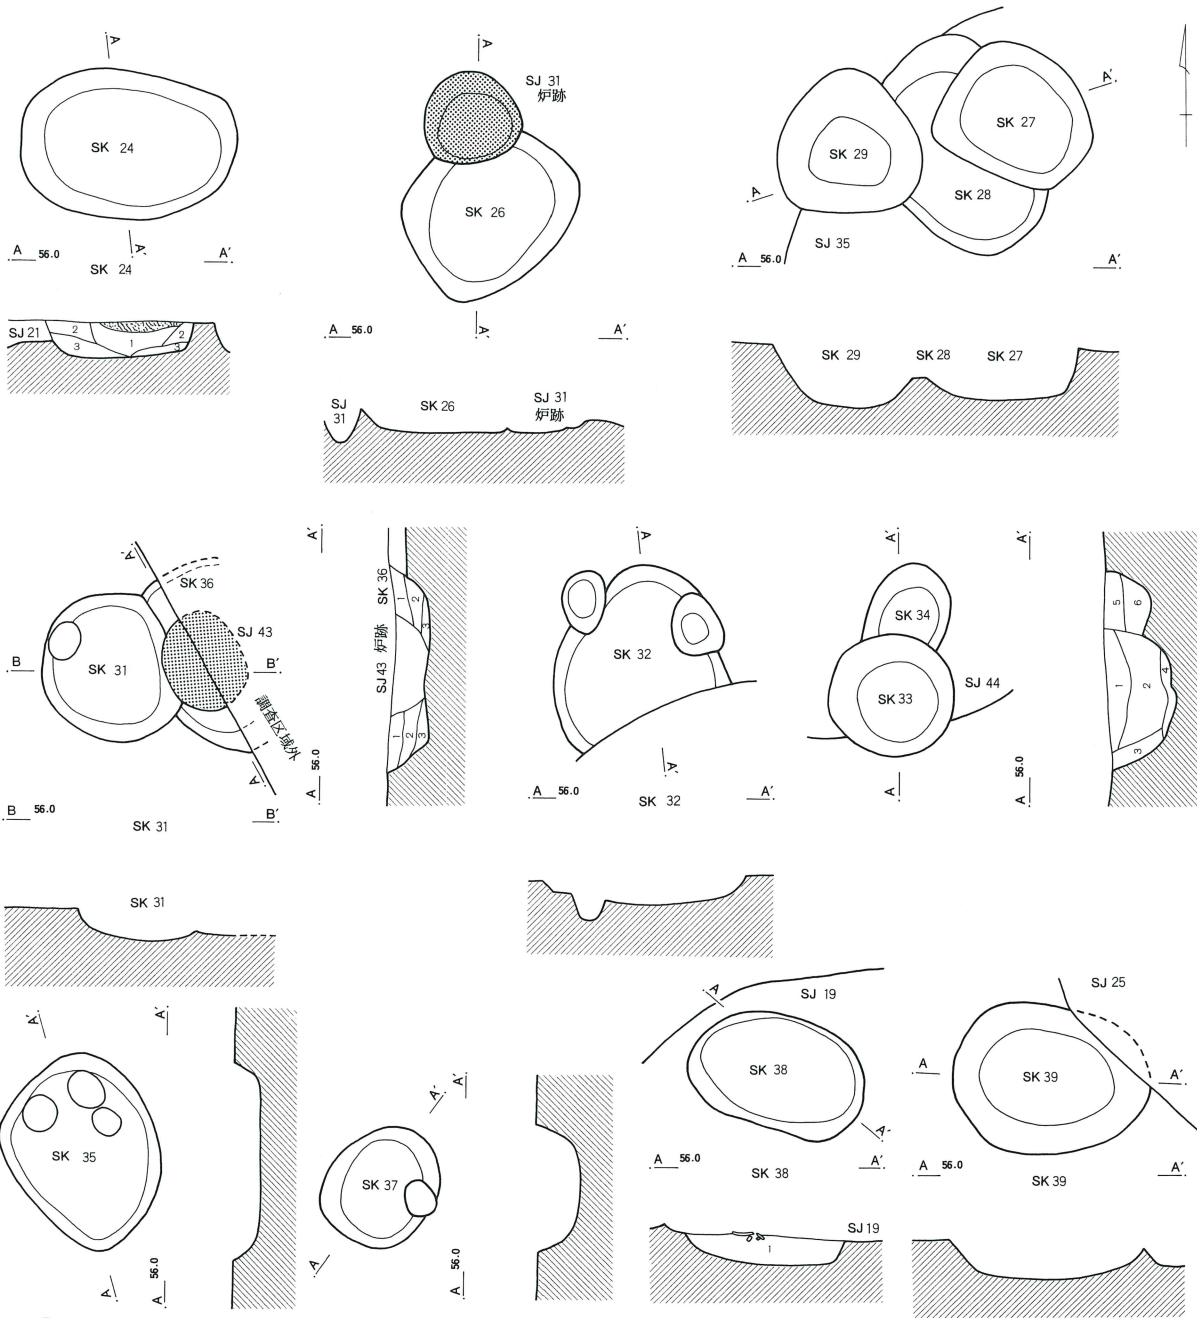 A
SK 24
A'
A 56.0 A'
SK 24
SJ 21
2
1
2
3
3
A
SJ 31
炉跡
SK 26
A'
A 56.0 A'
SJ
31
SK 26
SJ 31
炉跡
A'
SK 27
SK 29
A
SK 28
SJ 35
A 56.0 A'
SK 29
SK 28
SK 27
A'
SK 36
SJ 43
B
SK 31
B'
調査区域外
A
B 56.0 B'
SK 31
SK 31
A'
SK 36
1
2
3
SJ 43 炉跡
1
2
3
A 56.0
A
SK 32
A'
A 56.0 A'
SK 32
A'
SK 34
SK 33
SJ 44
A
A'
5
6
1
2
4
3
A 56.0
A'
SK 35
A
A'
A 56.0
A'
SK 37
A
A'
A 56.0
A
SJ 19
SK 38
A'
A 56.0 A'
SK 38
SJ 19
1
SJ 25
A
SK 39
A'
A 56.0 A'
SK 39